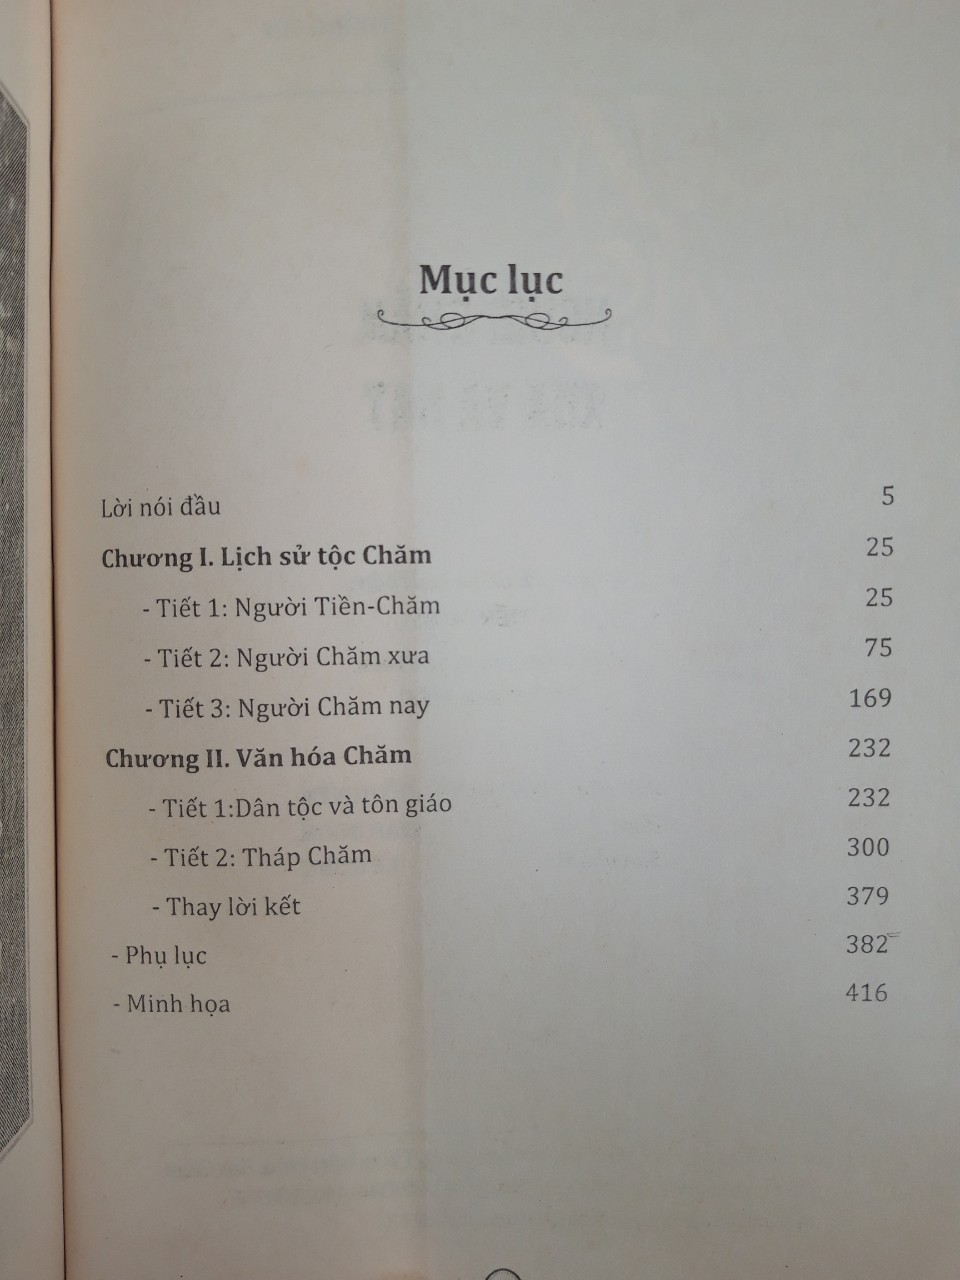 Mục lục
Lời nói đầu 5
Chương I. Lịch sử tộc Chăm 25
- Tiết 1: Người Tiền-Chăm 25
- Tiết 2: Người Chăm xưa 75
- Tiết 3: Người Chăm nay 169
Chương II. Văn hóa Chăm 232
- Tiết 1:Dân tộc và tôn giáo 232
- Tiết 2: Tháp Chăm 300
- Thay lời kết 379
- Phụ lục 382
- Minh họa 416